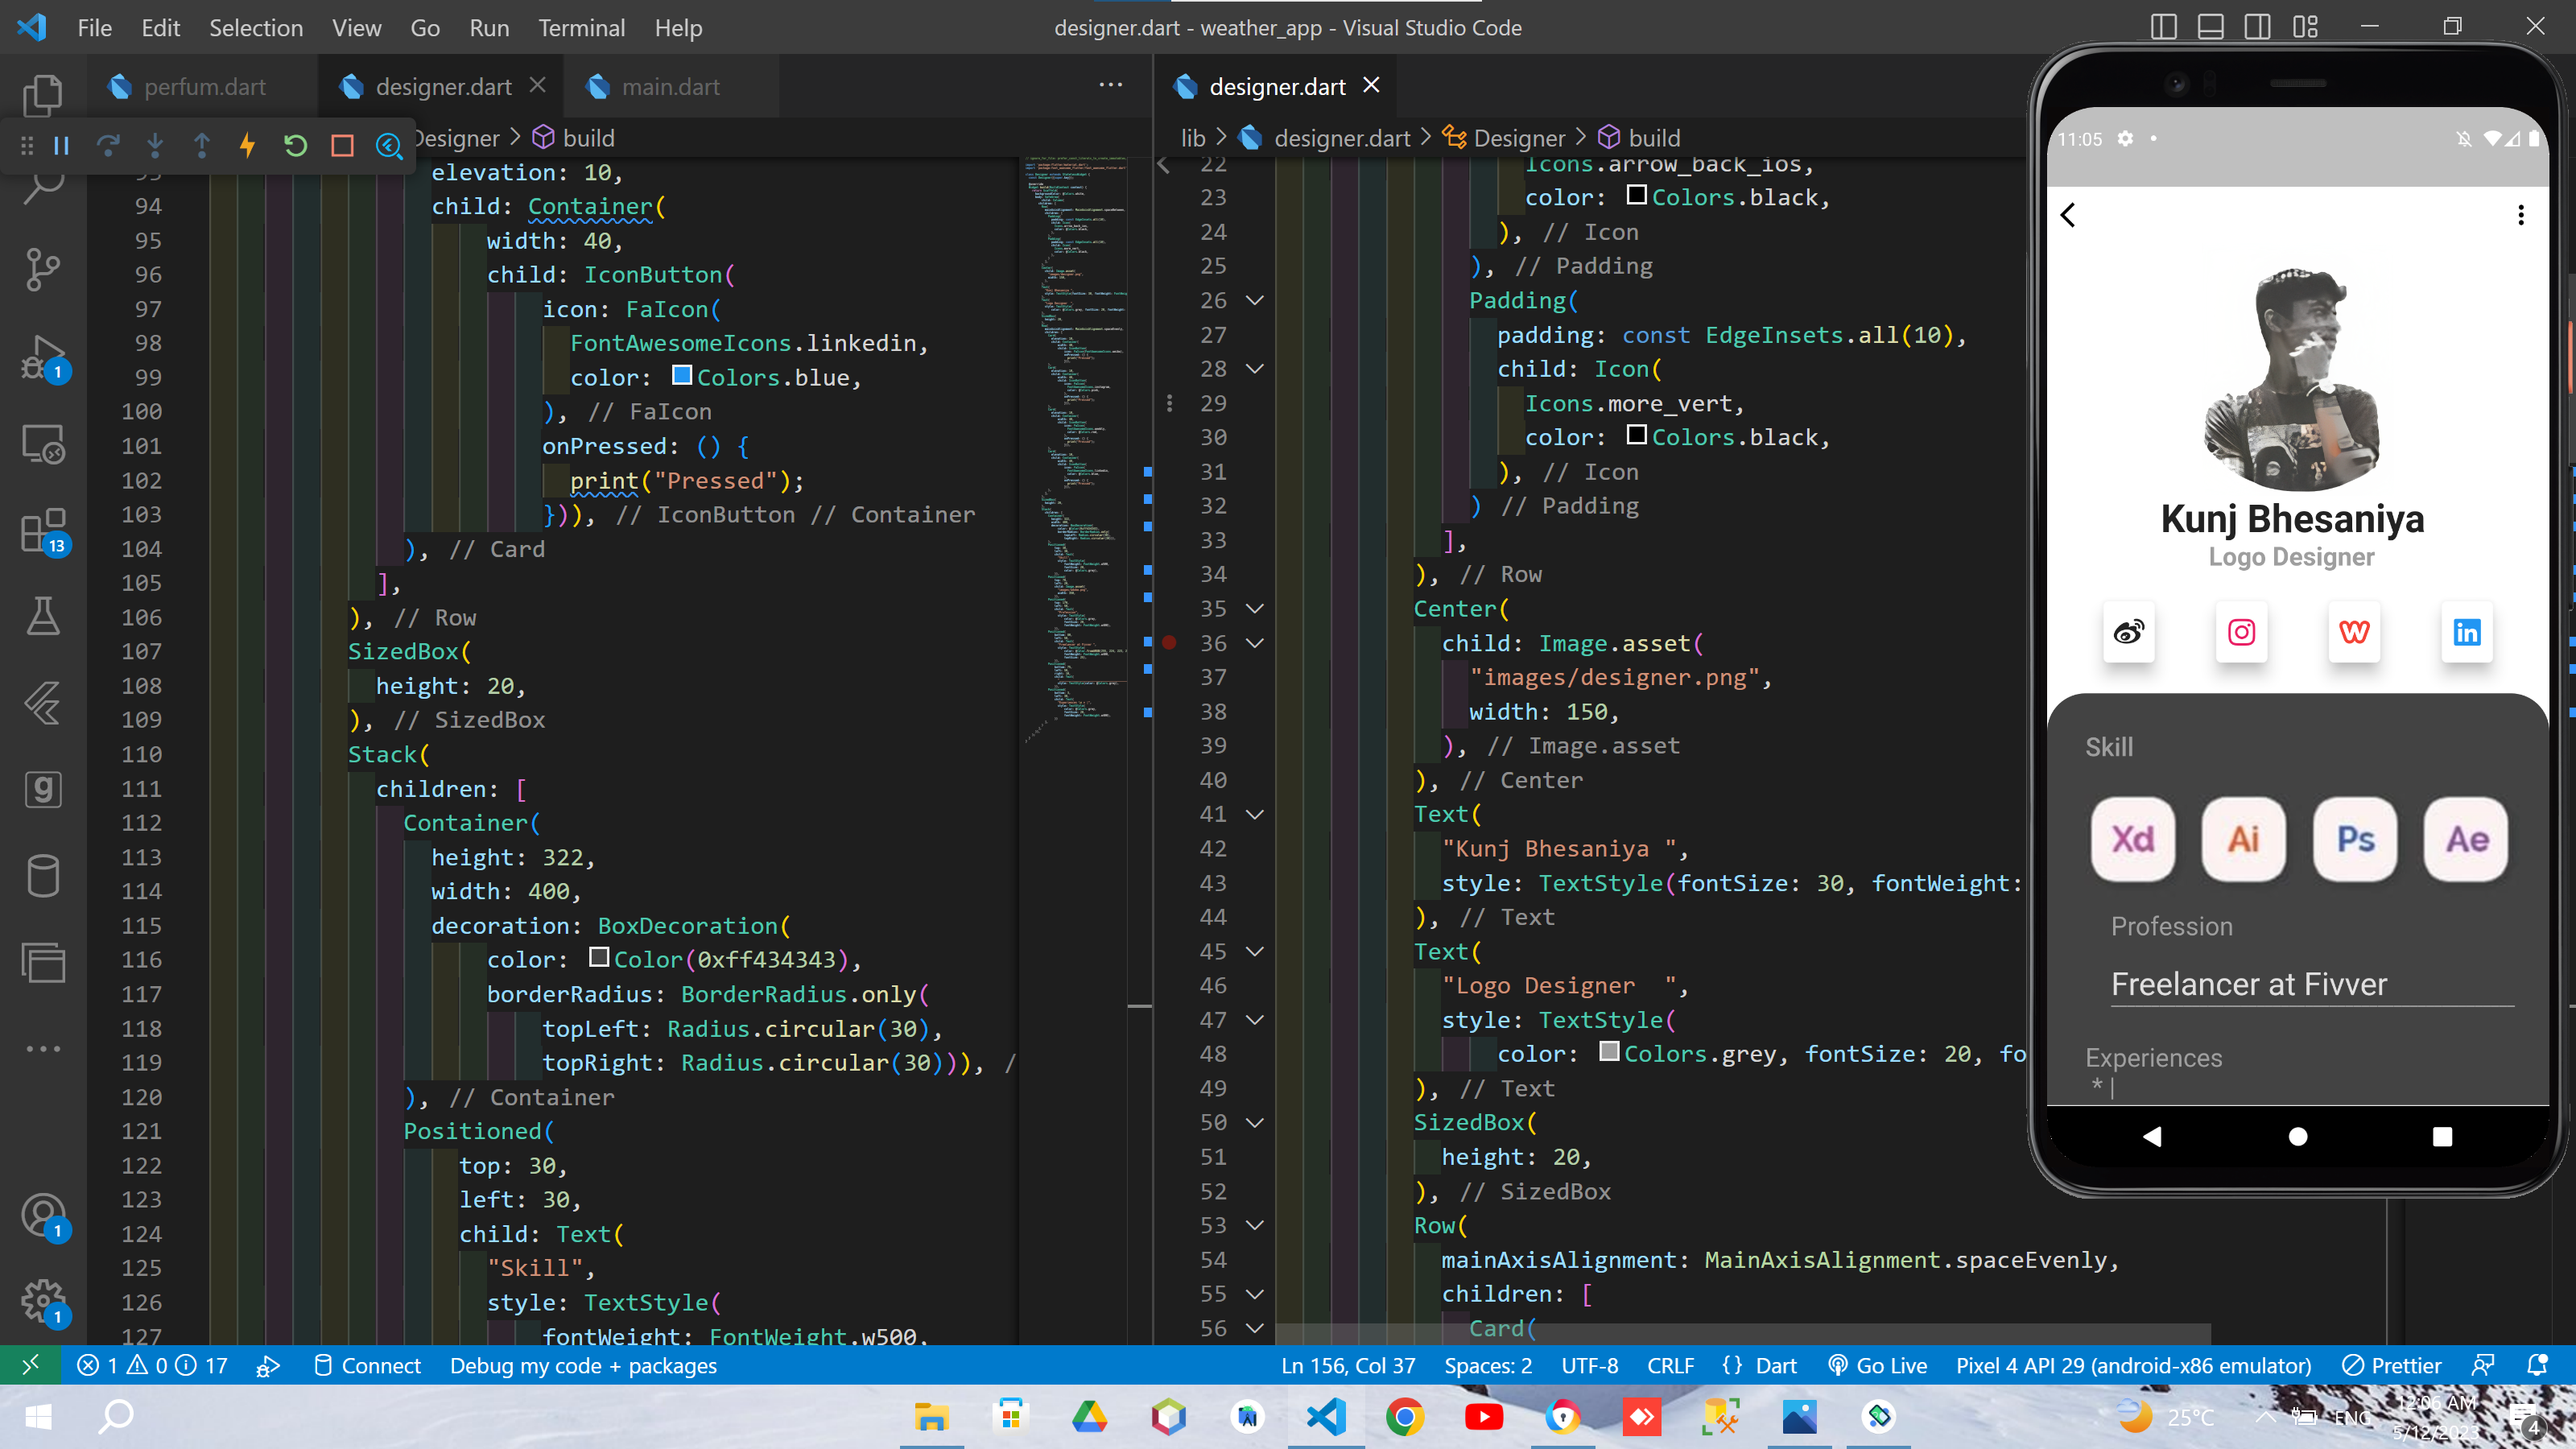 File Edit Selection View Go Run Terminal Help
designer.dart - weather_app - Visual Studio Code
perfum.dart
designer.dart
main.dart
Designer > build
elevation: 10,
94 child: Container(
95 width: 40,
96 child: IconButton(
97 icon: FaIcon(
98 FontAwesomeIcons.linkedin,
99 color: Colors.blue,
100 ), // FaIcon
101 onPressed: () {
102 print("Pressed");
103 })), // IconButton // Container
104 ), // Card
105 ],
106 ), // Row
107 SizedBox(
108 height: 20,
109 ), // SizedBox
110 Stack(
111 children: [
112 Container(
113 height: 322,
114 width: 400,
115 decoration: BoxDecoration(
116 color: Color(0xff434343),
117 borderRadius: BorderRadius.only(
118 topLeft: Radius.circular(30),
119 topRight: Radius.circular(30))), /
120 ), // Container
121 Positioned(
122 top: 30,
123 left: 30,
124 child: Text(
125 "Skill",
126 style: TextStyle(
127 fontWeight: FontWeight.w500,
designer.dart
lib > designer.dart > Designer > build
22 Icons.arrow_back_ios,
23 color: Colors.black,
24 ), // Icon
25 ), // Padding
26 Padding(
27 padding: const EdgeInsets.all(10),
28 child: Icon(
29 Icons.more_vert,
30 color: Colors.black,
31 ), // Icon
32 ) // Padding
33 ],
34 ), // Row
35 Center(
36 child: Image.asset(
37 "images/designer.png",
38 width: 150,
39 ), // Image.asset
40 ), // Center
41 Text(
42 "Kunj Bhesaniya ",
43 style: TextStyle(fontSize: 30, fontWeight:
44 ), // Text
45 Text(
46 "Logo Designer  ",
47 style: TextStyle(
48 color: Colors.grey, fontSize: 20, fo
49 ), // Text
50 SizedBox(
51 height: 20,
52 ), // SizedBox
53 Row(
54 mainAxisAlignment: MainAxisAlignment.spaceEvenly,
55 children: [
56 Card(
11:05
Kunj Bhesaniya
Logo Designer
Skill
Xd Ai Ps Ae
Profession
Freelancer at Fivver
Experiences
* |
1
13
1
1
1 0 17 Connect Debug my code + packages
Ln 156, Col 37 Spaces: 2 UTF-8 CRLF {} Dart Go Live Pixel 4 API 29 (android-x86 emulator) Prettier
25°C ENG 12:06 AM
5/12/2023
4